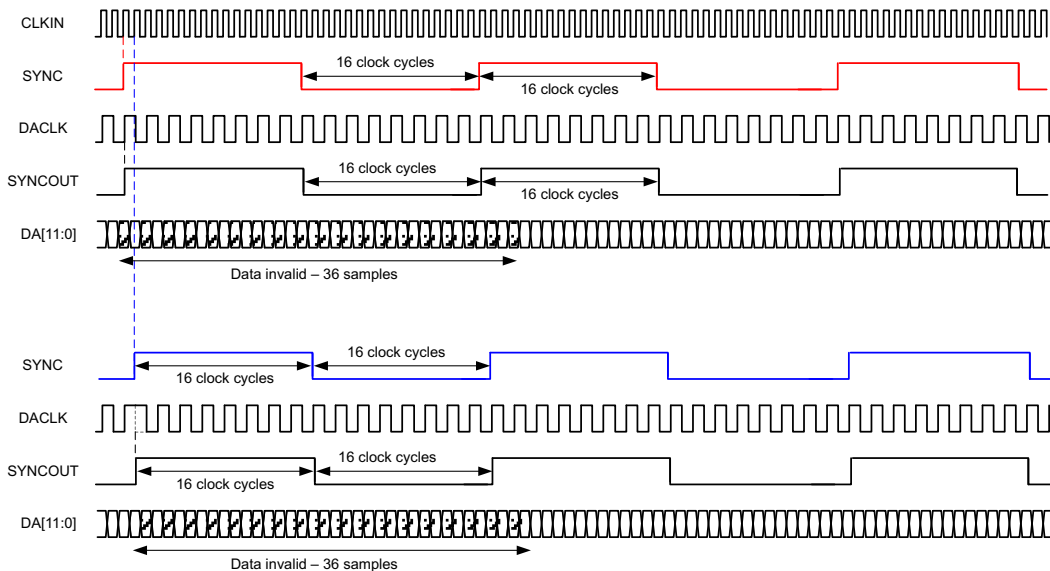 CLKIN
16 clock cycles
SYNC
16 clock cycles
DACLK
16 clock cycles
SYNCOUT
16 clock cycles
DA[11:0]
Data invalid – 36 samples
16 clock cycles
SYNC
16 clock cycles
DACLK
16 clock cycles
SYNCOUT
16 clock cycles
DA[11:0]
Data invalid – 36 samples